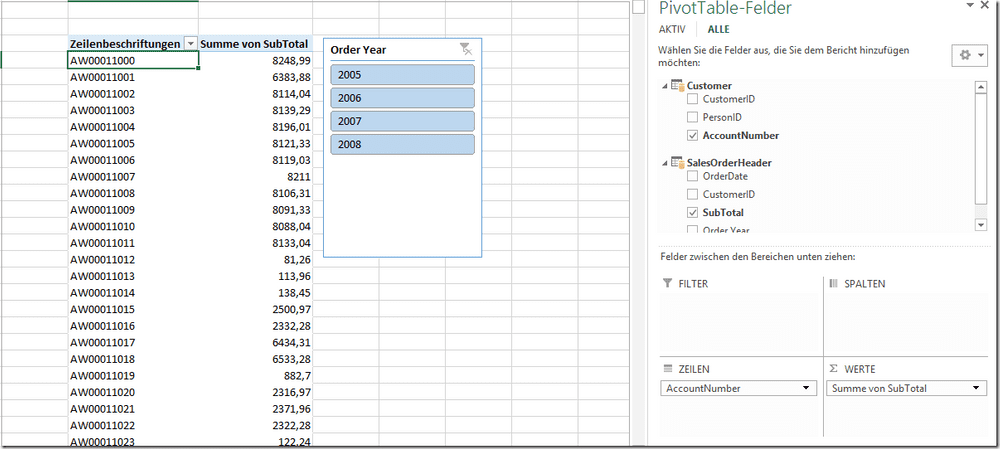 Zeilenbeschriftungen Summe von SubTotal
AW00011000 8248,99
AW00011001 6383,88
AW00011002 8114,04
AW00011003 8139,29
AW00011004 8196,01
AW00011005 8121,33
AW00011006 8119,03
AW00011007 8211
AW00011008 8106,31
AW00011009 8091,33
AW00011010 8088,04
AW00011011 8133,04
AW00011012 81,26
AW00011013 113,96
AW00011014 138,45
AW00011015 2500,97
AW00011016 2332,28
AW00011017 6434,31
AW00011018 6533,28
AW00011019 882,7
AW00011020 2316,97
AW00011021 2371,96
AW00011022 2322,28
AW00011023 122,24
Order Year
2005
2006
2007
2008
PivotTable-Felder
AKTIV ALLE
Wählen Sie die Felder aus, die Sie dem Bericht hinzufügen
möchten:
Customer
CustomerID
PersonID
AccountNumber
SalesOrderHeader
OrderDate
CustomerID
SubTotal
Order Year
Felder zwischen den Bereichen unten ziehen:
FILTER
SPALTEN
ZEILEN
AccountNumber
Σ WERTE
Summe von SubTotal